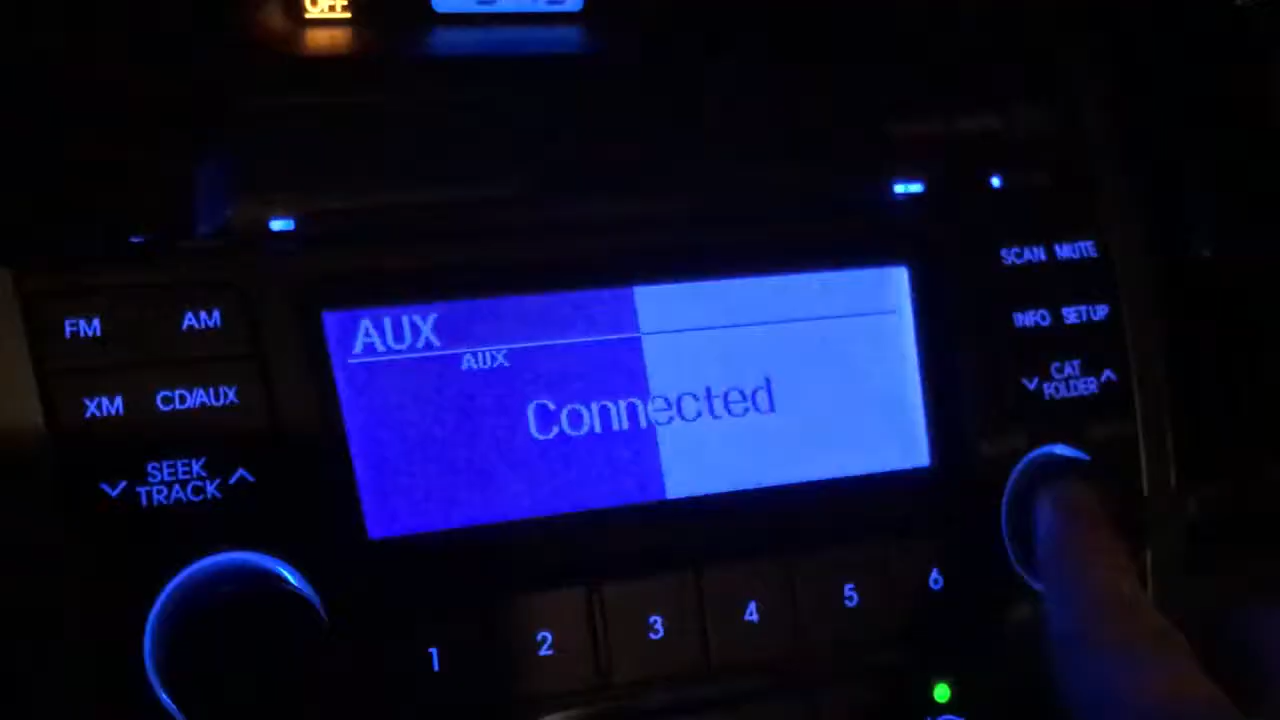 OFF
SCAN MUTE
FM AM
INFO SETUP
AUX
AUX
Connected
XM CD/AUX
CAT
FOLDER
SEEK
TRACK
1 2 3 4 5 6